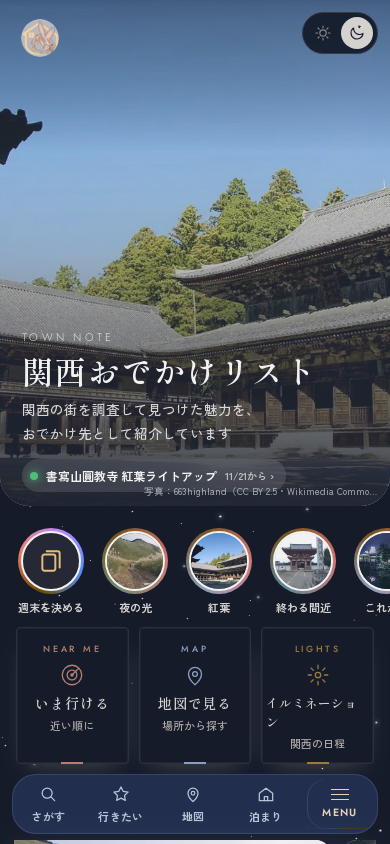 TOWN NOTE
関西おでかけリスト
関西の街を調査して見つけた魅力を、
おでかけ先として紹介しています
書寫山圓教寺 紅葉ライトアップ 11/21から ›
写真：663highland（CC BY 2.5・Wikimedia Commo...
週末を決める 夜の光 紅葉 終わる間近 これか
NEAR ME
いま行ける
近い順に
MAP
地図で見る
場所から探す
LIGHTS
イルミネーショ
ン
関西の日程
さがす 行きたい 地図 泊まり MENU